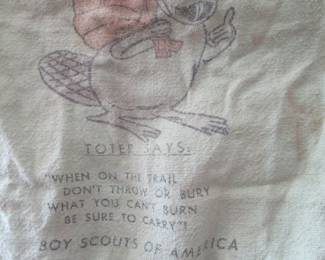 TOTER SAYS:
"WHEN ON THE TRAIL
DON'T THROW OR BURY
WHAT YOU CAN'T BURN
BE SURE TO CARRY"!
BOY SCOUTS OF AMERICA